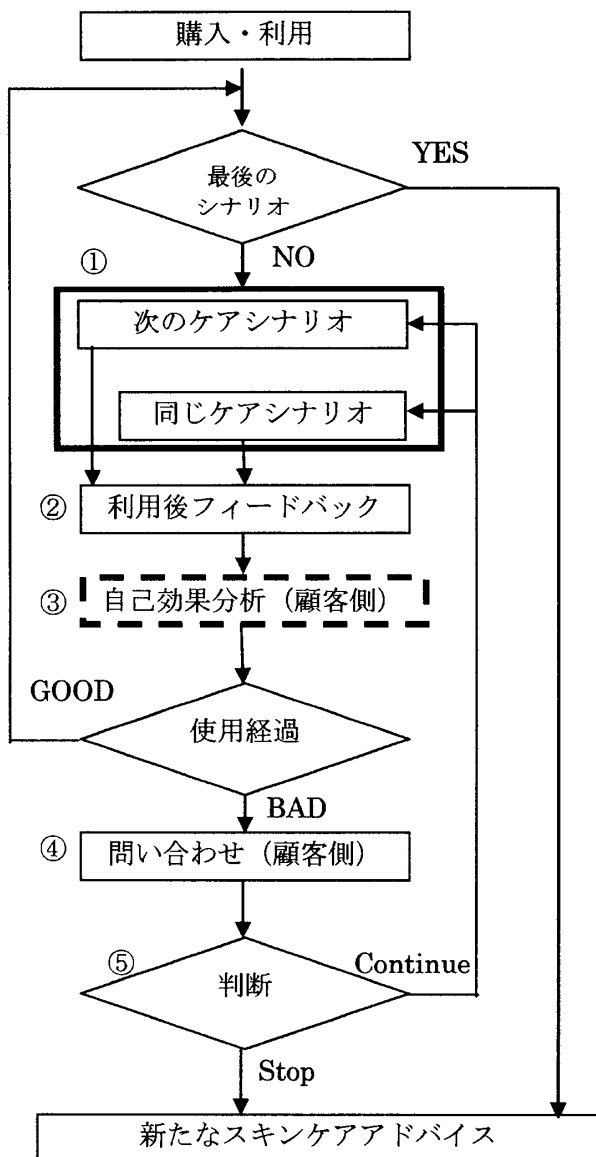 購入・利用
YES
最後の
シナリオ
NO
①
次のケアシナリオ
同じケアシナリオ
② 利用後フィードバック
③ 自己効果分析（顧客側）
GOOD
使用経過
BAD
④ 問い合わせ（顧客側）
⑤ 判断 Continue
Stop
新たなスキンケアアドバイス